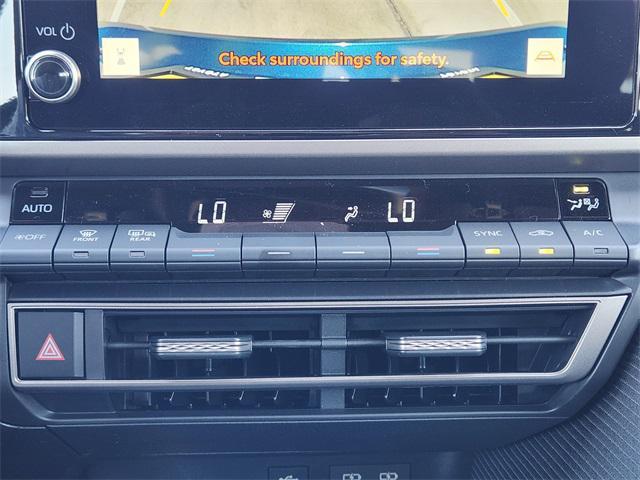 VOL
Check surroundings for safety.
AUTO
LO LO
OFF FRONT REAR SYNC A/C